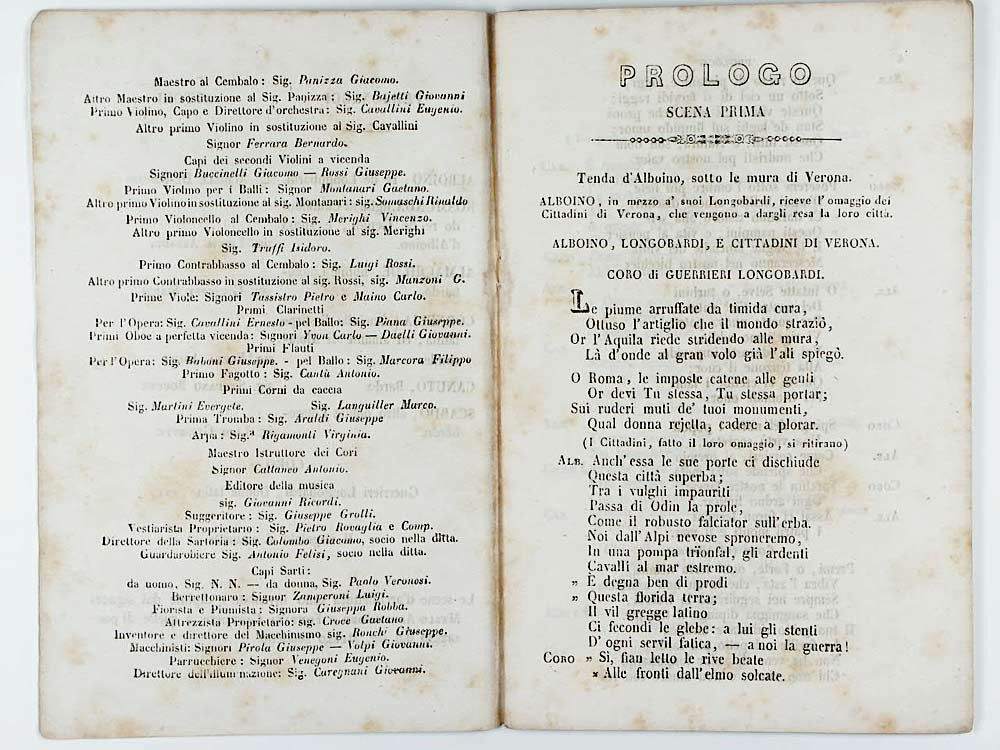 Maestro al Cembalo: Sig. Panizza Giacomo.
Altro Maestro in sostituzione al Sig. Panizza: Sig. Bajetti Giovanni
Primo Violino, Capo e Direttore d'orchestra: Sig. Cavallini Eugenio.
Altro primo Violino in sostituzione al Sig. Cavallini
Signor Ferrara Bernardo.
Capi dei secondi Violini a vicenda
Signori Buccinelli Giacomo — Rossi Giuseppe.
Primo Violino per i Balli: Signor Montanari Gaetano.
Altro primo Violino in sostituzione al sig. Montanari: sig. Somaschi Rinaldo
Primo Violoncello al Cembalo: Sig. Merighi Vincenzo.
Altro primo Violoncello in sostituzione al sig. Merighi
Sig. Truffi Isidoro.
Primo Contrabbasso al Cembalo: Sig. Luigi Rossi.
Altro primo Contrabbasso in sostituzione al sig. Rossi, sig. Manzoni G.
Prime Viole: Signori Tassistro Pietro e Maino Carlo.
Primi Clarinetti
Per l'Opera: Sig. Cavallini Ernesto - pel Ballo: Sig. Piana Giuseppe.
Primi Oboe a perfetta vicenda: Signori Yvon Carlo — Daelli Giovanni.
Primi Flauti
Per l'Opera: Sig. Raboni Giuseppe. - pel Ballo: Sig. Marcora Filippo
Primo Fagotto: Sig. Cantù Antonio.
Primi Corni da caccia
Sig. Martini Evergete. Sig. Languiller Marco.
Prima Tromba: Sig. Araldi Giuseppe
Arpa: Sig.ª Rigamonti Virginia.
Maestro Istruttore dei Cori
Signor Cattaneo Antonio.
Editore della musica
sig. Giovanni Ricordi.
Suggeritore: Sig. Giuseppe Grolli.
Vestiarista Proprietario: Sig. Pietro Rovaglia e Comp.
Direttore della Sartoria: Sig. Colombo Giacomo, socio nella ditta.
Guardarobiere Sig. Antonio Felisi, socio nella ditta.
Capi Sarti:
da uomo, Sig. N. N. — da donna, Sig. Paolo Veronesi.
Berrettonaro: Signor Zamperoni Luigi.
Fiorista e Piumista: Signora Giuseppa Robba.
Attrezzista Proprietario: sig. Croce Gaetano
Inventore e direttore del Macchinismo sig. Ronchi Giuseppe.
Macchinisti: Signori Pirola Giuseppe — Volpi Giovanni.
Parrucchiere: Signor Venegoni Eugenio.
Direttore dell'illuminazione: Sig. Caregnani Giovanni.
PROLOGO
SCENA PRIMA
Tenda d'Alboino, sotto le mura di Verona.
ALBOINO, in mezzo a' suoi Longobardi, riceve l'omaggio dei
Cittadini di Verona, che vengono a dargli resa la loro città.
ALBOINO, LONGOBARDI, E CITTADINI DI VERONA.
CORO di GUERRIERI LONGOBARDI.
Le piume arruffate da timida cura,
Ottuso l'artiglio che il mondo straziò,
Or l'Aquila riede stridendo alle mura,
Là d'onde al gran volo già l'ali spiegò.
O Roma, le imposte catene alle genti
Or devi Tu stessa, Tu stessa portar;
Sui ruderi muti de' tuoi monumenti,
Qual donna rejetta, cadere a plorar.
(I Cittadini, fatto il loro omaggio, si ritirano)
ALB. Anch'essa le sue porte ci dischiude
Questa città superba;
Tra i vulghi impauriti
Passa di Odin la prole,
Come il robusto falciator sull'erba.
Noi dall'Alpi nevose sproneremo,
In una pompa trionfal, gli ardenti
Cavalli al mar estremo.
» È degna ben di prodi
» Questa florida terra;
Il vil gregge latino
Ci fecondi le glebe: a lui gli stenti
D'ogni servil fatica, — a noi la guerra!
CORO » Sì, fian letto le rive beate
» Alle fronti dall'elmo solcate.